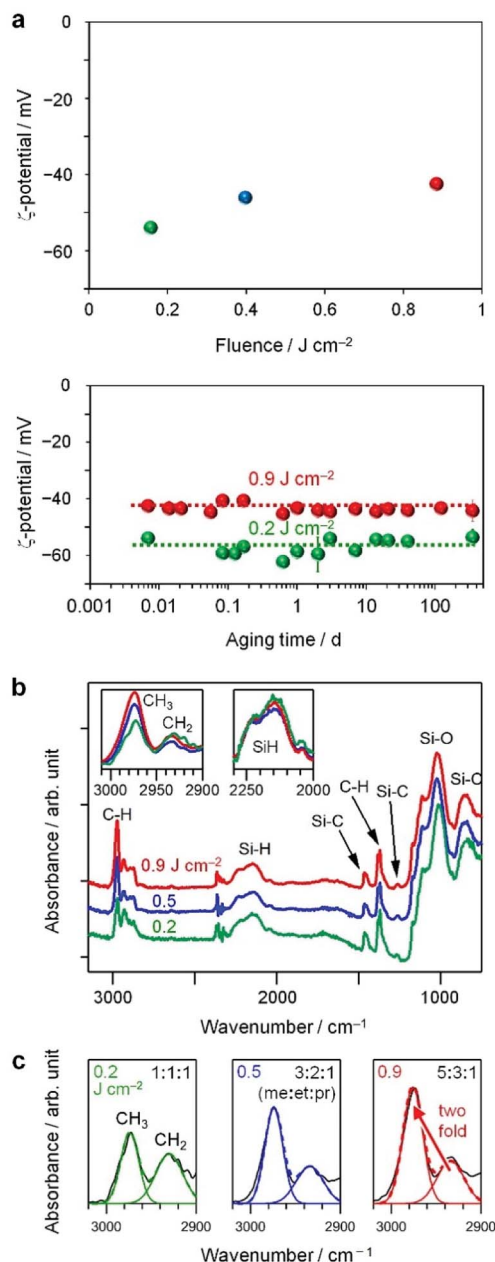 a
0
−20
−40
−60
ζ-potential / mV
0 0.2 0.4 0.6 0.8 1
Fluence / J cm⁻²
0
−20
−40
−60
ζ-potential / mV
0.9 J cm⁻²
0.2 J cm⁻²
0.001 0.01 0.1 1 10 100
Aging time / d
b
CH₃
CH₂
3000 2950 2900
SiH
2250 2000
C-H
Si-H
Si-C
C-H
Si-C
Si-O
Si-O
0.9 J cm⁻²
0.5
0.2
Absorbance / arb. unit
3000 2000 1000
Wavenumber / cm⁻¹
c
Absorbance / arb. unit
0.2 1:1:1
J cm⁻²
CH₃
CH₂
3000 2900
0.5 3:2:1
(me:et:pr)
3000 2900
0.9 5:3:1
two
fold
3000 2900
Wavenumber / cm⁻¹